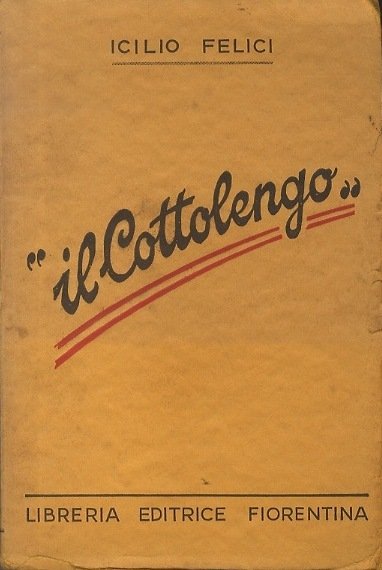 ICILIO FELICI
"il Cottolengo"
LIBRERIA EDITRICE FIORENTINA